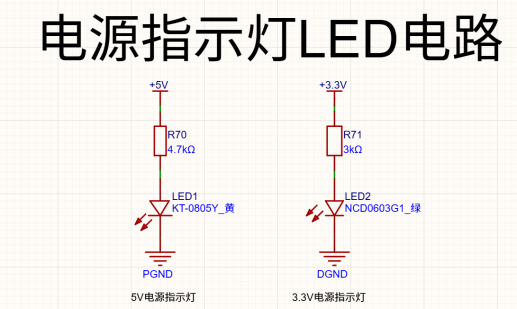 电源指示灯LED电路
+5V
+3.3V
R70
4.7kΩ
R71
3kΩ
LED1
KT-0805Y_黄
LED2
NCD0603G1_绿
PGND
DGND
5V电源指示灯
3.3V电源指示灯